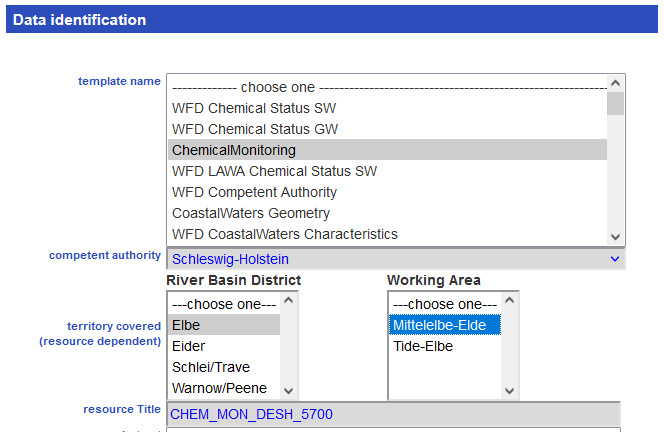 Data identification
template name
------------- choose one ----------------------------------------------------------
WFD Chemical Status SW
WFD Chemical Status GW
ChemicalMonitoring
WFD LAWA Chemical Status SW
WFD Competent Authority
CoastalWaters Geometry
WFD CoastalWaters Characteristics
competent authority
Schleswig-Holstein
River Basin District
Working Area
territory covered
(resource dependent)
---choose one---
Elbe
Eider
Schlei/Trave
Warnow/Peene
---choose one---
Mittelelbe-Elde
Tide-Elbe
resource Title
CHEM_MON_DESH_5700